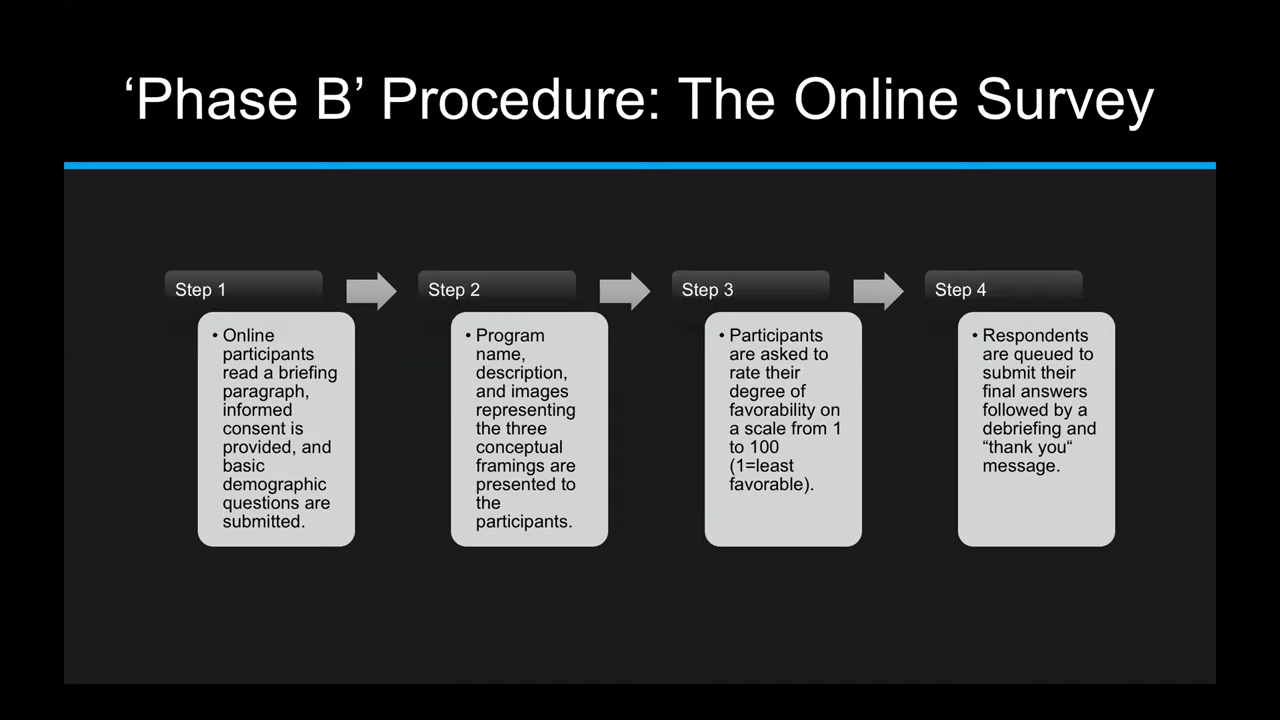 ‘Phase B’ Procedure: The Online Survey
Step 1
• Online
participants
read a briefing
paragraph,
informed
consent is
provided, and
basic
demographic
questions are
submitted.
Step 2
• Program
name,
description,
and images
representing
the three
conceptual
framings are
presented to
the
participants.
Step 3
• Participants
are asked to
rate their
degree of
favorability on
a scale from 1
to 100
(1=least
favorable).
Step 4
• Respondents
are queued to
submit their
final answers
followed by a
debriefing and
“thank you“
message.